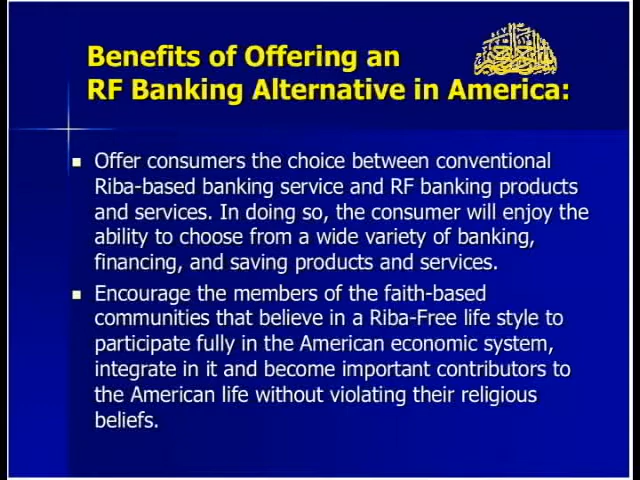 Benefits of Offering an
RF Banking Alternative in America:
Offer consumers the choice between conventional
Riba-based banking service and RF banking products
and services. In doing so, the consumer will enjoy the
ability to choose from a wide variety of banking,
financing, and saving products and services.
Encourage the members of the faith-based
communities that believe in a Riba-Free life style to
participate fully in the American economic system,
integrate in it and become important contributors to
the American life without violating their religious
beliefs.